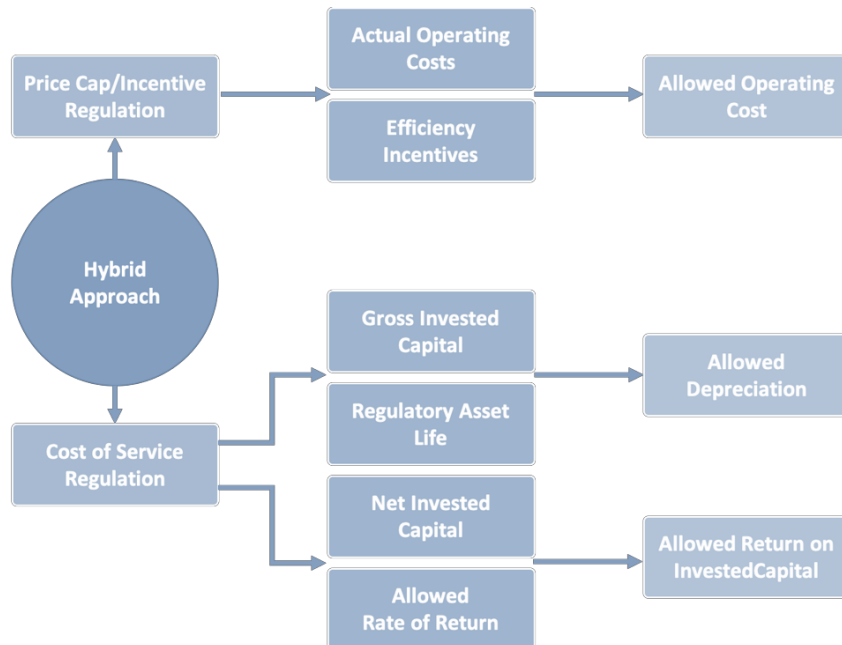 Actual Operating
Costs
Price Cap/Incentive
Regulation
Allowed Operating
Cost
Efficiency
Incentives
Hybrid
Approach
Gross Invested
Capital
Allowed
Depreciation
Regulatory Asset
Life
Cost of Service
Regulation
Net Invested
Capital
Allowed Return on
InvestedCapital
Allowed
Rate of Return